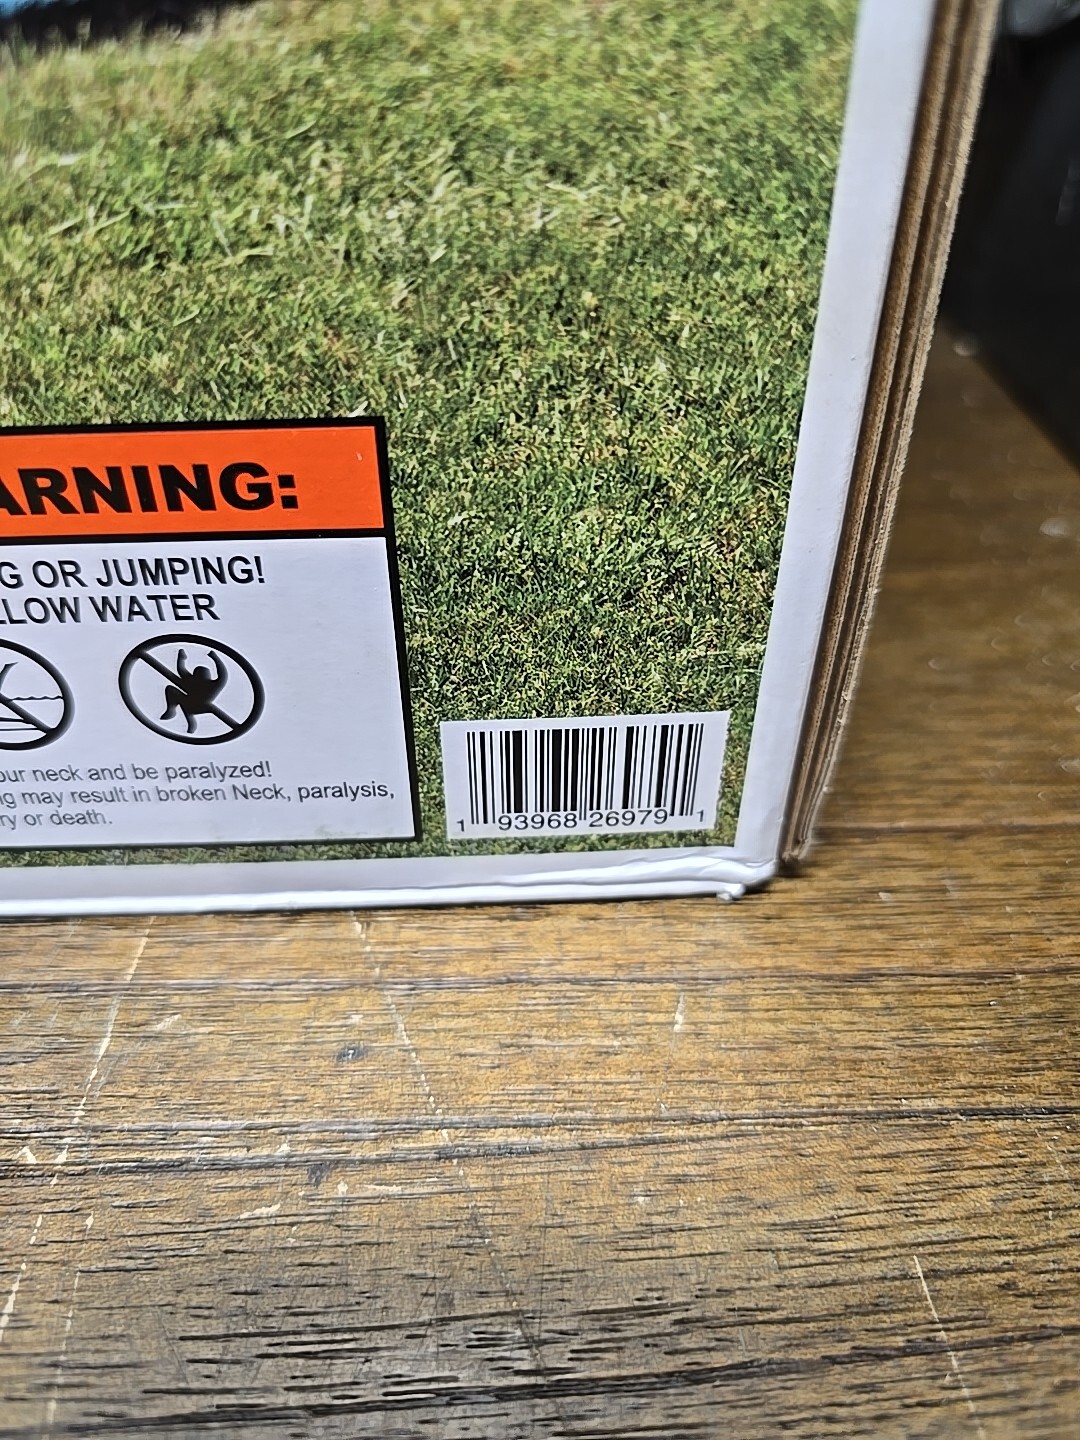 ARNING:
G OR JUMPING!
LLOW WATER
our neck and be paralyzed!
ng may result in broken Neck, paralysis,
ry or death.
1 93968 26979 1